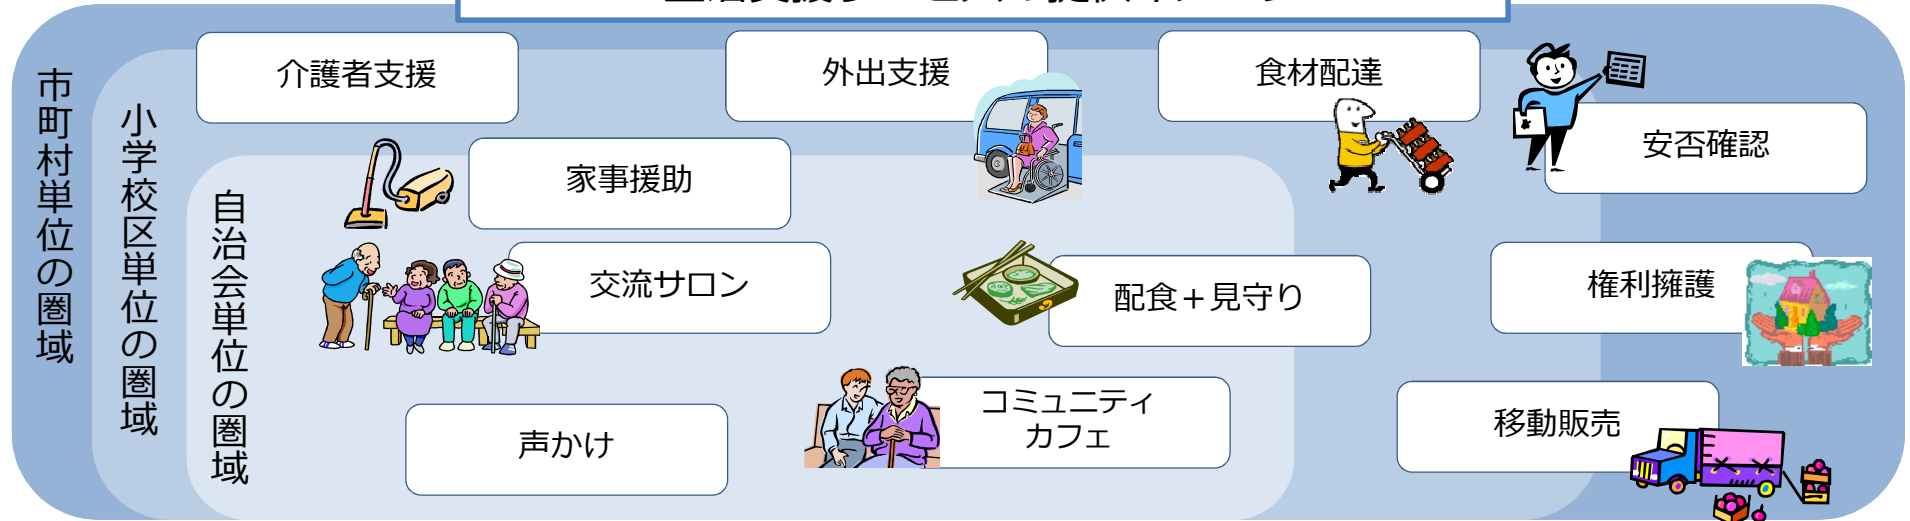 市町村単位の圏域
小学校区単位の圏域
自治会単位の圏域
介護者支援
外出支援
食材配達
安否確認
家事援助
交流サロン
配食＋見守り
権利擁護
声かけ
コミュニティ
カフェ
移動販売